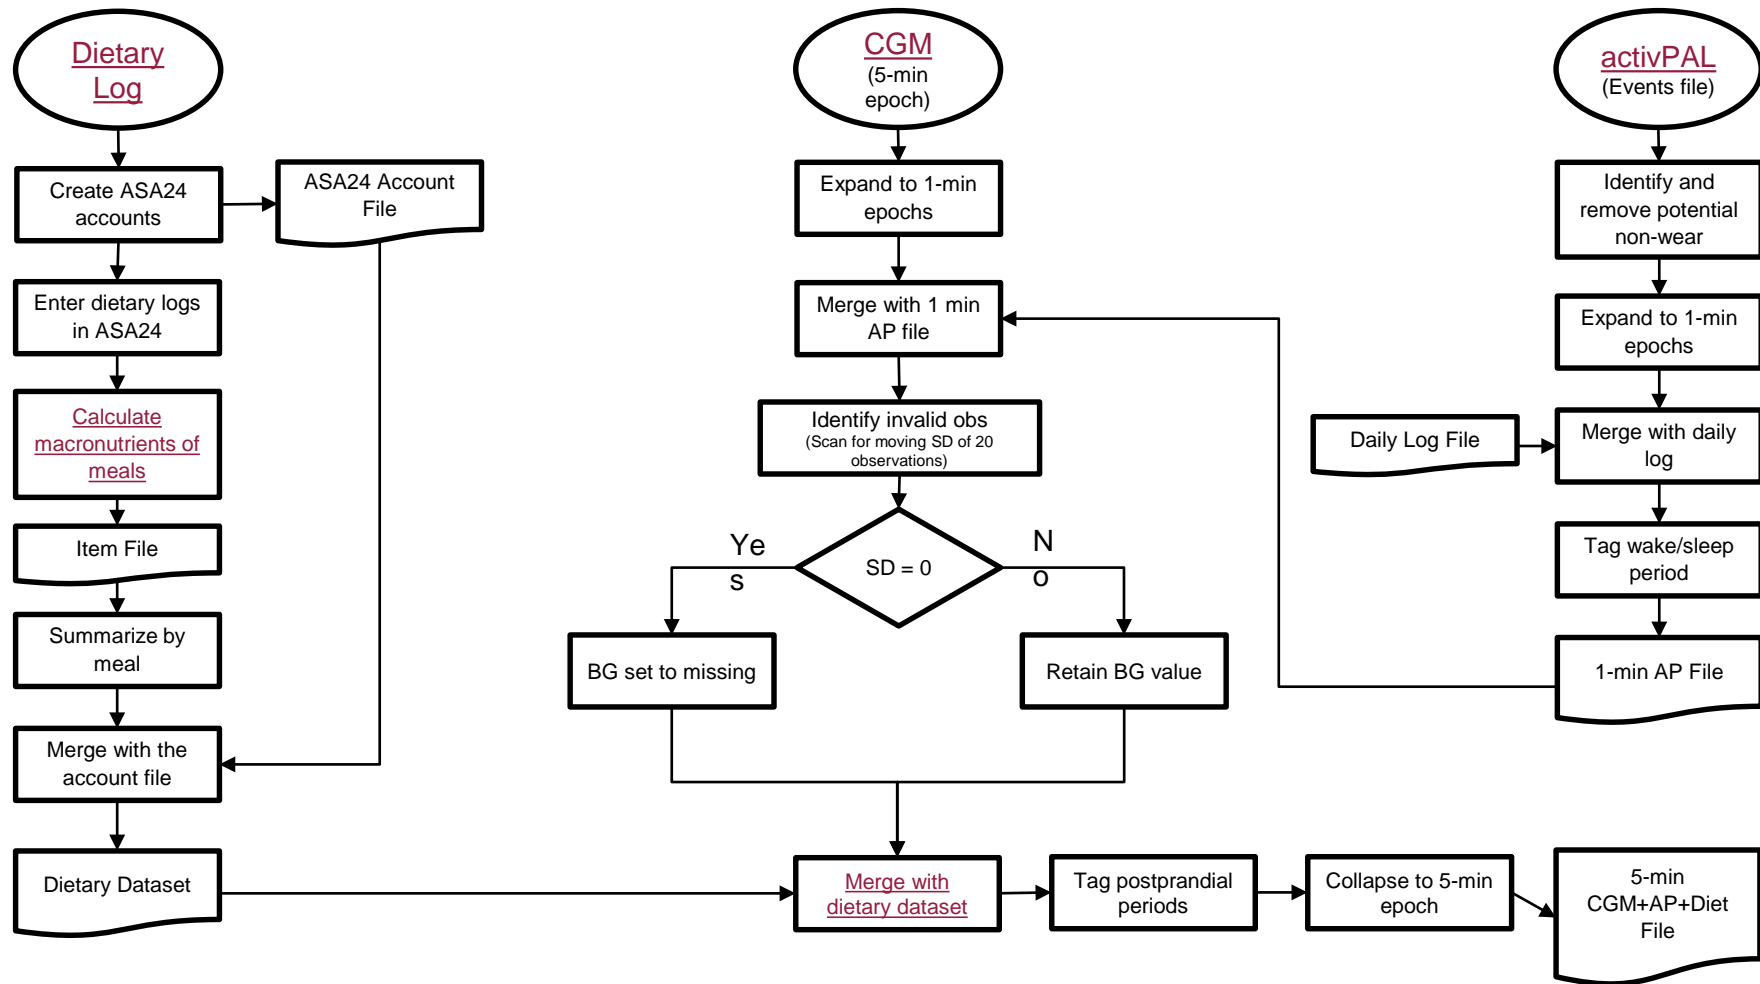 Dietary
Log
Create ASA24
accounts
ASA24 Account
File
Enter dietary logs
in ASA24
Calculate
macronutrients of
meals
Item File
Summarize by
meal
Merge with the
account file
Dietary Dataset
CGM
(5-min
epoch)
Expand to 1-min
epochs
Merge with 1 min
AP file
Identify invalid obs
(Scan for moving SD of 20
observations)
SD = 0
Ye
s
N
o
BG set to missing
Retain BG value
Merge with
dietary dataset
Tag postprandial
periods
Collapse to 5-min
epoch
5-min
CGM+AP+Diet
File
activPAL
(Events file)
Identify and
remove potential
non-wear
Expand to 1-min
epochs
Daily Log File
Merge with daily
log
Tag wake/sleep
period
1-min AP File